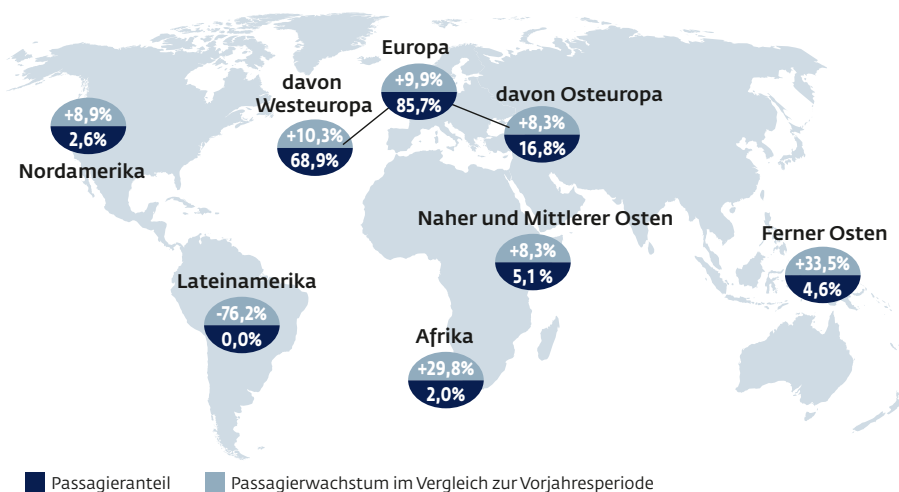 Europa
+9,9%
85,7%
davon
Westeuropa
+10,3%
68,9%
davon Osteuropa
+8,3%
16,8%
+8,9%
2,6%
Nordamerika
Naher und Mittlerer Osten
+8,3%
5,1 %
Ferner Osten
+33,5%
4,6%
Lateinamerika
-76,2%
0,0%
Afrika
+29,8%
2,0%
Passagieranteil
Passagierwachstum im Vergleich zur Vorjahresperiode